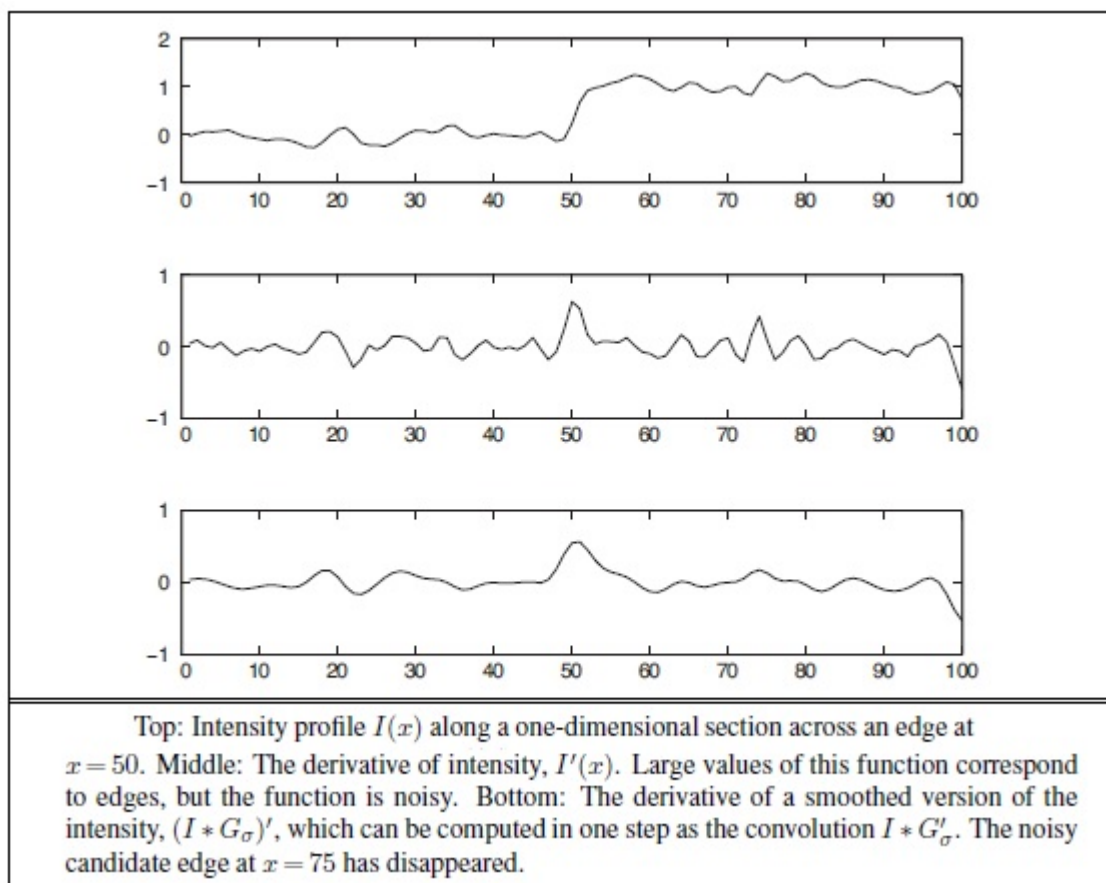 2
1
0
−1
0 10 20 30 40 50 60 70 80 90 100
1
0
−1
0 10 20 30 40 50 60 70 80 90 100
1
0
−1
0 10 20 30 40 50 60 70 80 90 100
Top: Intensity profile I(x) along a one-dimensional section across an edge at
x = 50. Middle: The derivative of intensity, I′(x). Large values of this function correspond
to edges, but the function is noisy. Bottom: The derivative of a smoothed version of the
intensity, (I ∗ Gσ)′, which can be computed in one step as the convolution I ∗ G′σ. The noisy
candidate edge at x = 75 has disappeared.